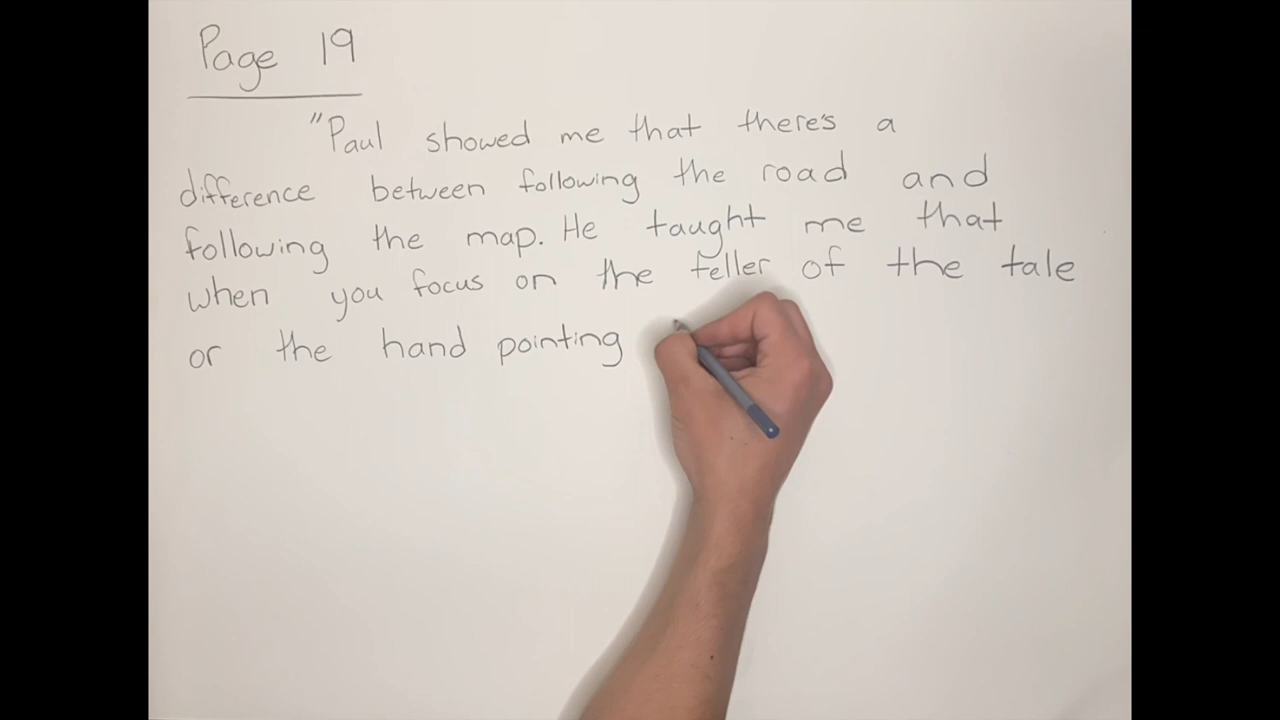 Page 19
"Paul showed me that there's a
difference between following the road and
following the map. He taught me that
when you focus on the teller of the tale
or the hand pointing